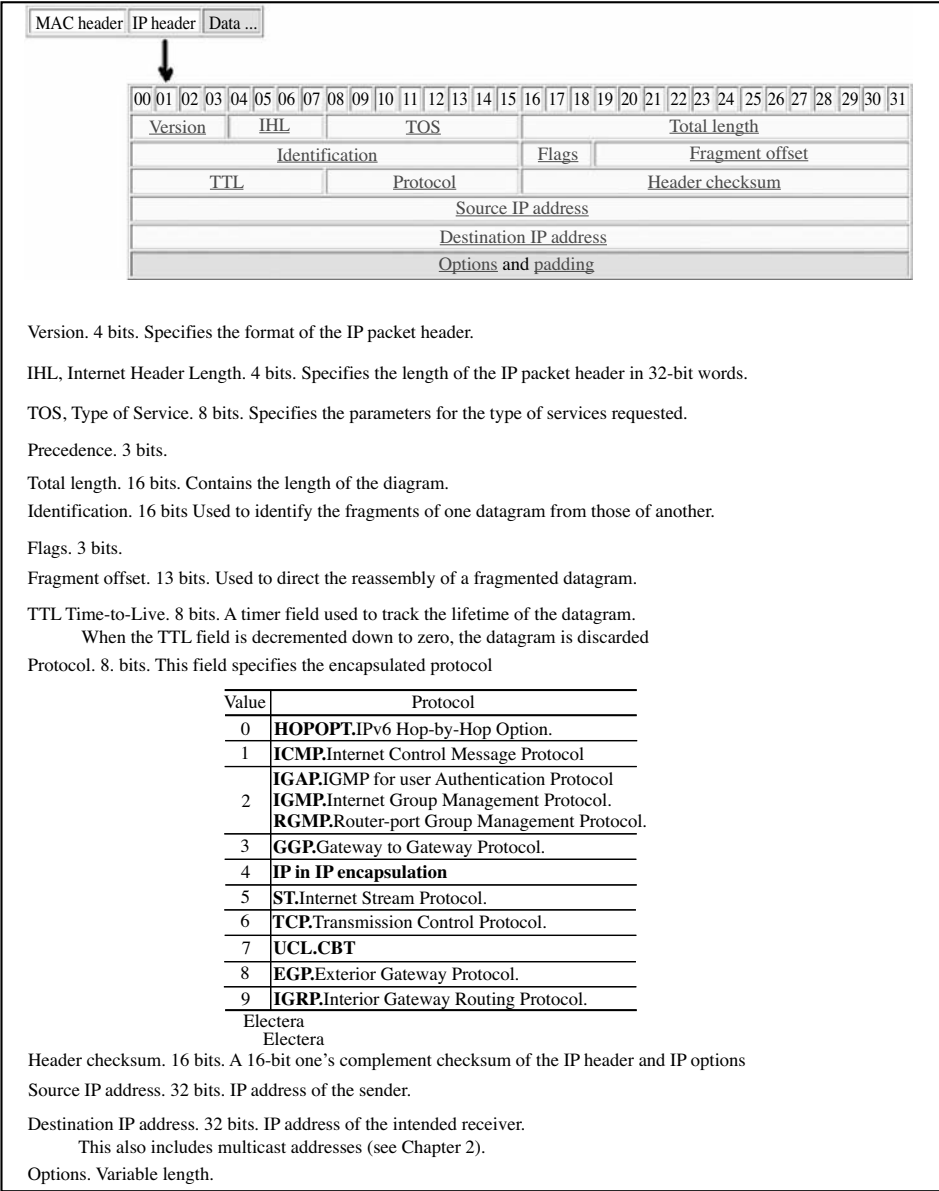 MAC header IP header Data ...
00 01 02 03 04 05 06 07 08 09 10 11 12 13 14 15 16 17 18 19 20 21 22 23 24 25 26 27 28 29 30 31
Version IHL TOS Total length
Identification Flags Fragment offset
TTL Protocol Header checksum
Source IP address
Destination IP address
Options and padding
Version. 4 bits. Specifies the format of the IP packet header.
IHL, Internet Header Length. 4 bits. Specifies the length of the IP packet header in 32-bit words.
TOS, Type of Service. 8 bits. Specifies the parameters for the type of services requested.
Precedence. 3 bits.
Total length. 16 bits. Contains the length of the diagram.
Identification. 16 bits Used to identify the fragments of one datagram from those of another.
Flags. 3 bits.
Fragment offset. 13 bits. Used to direct the reassembly of a fragmented datagram.
TTL Time-to-Live. 8 bits. A timer field used to track the lifetime of the datagram.
When the TTL field is decremented down to zero, the datagram is discarded
Protocol. 8. bits. This field specifies the encapsulated protocol
Value Protocol
0 HOPOPT.IPv6 Hop-by-Hop Option.
1 ICMP.Internet Control Message Protocol
IGAP.IGMP for user Authentication Protocol
2 IGMP.Internet Group Management Protocol.
RGMP.Router-port Group Management Protocol.
3 GGP.Gateway to Gateway Protocol.
4 IP in IP encapsulation
5 ST.Internet Stream Protocol.
6 TCP.Transmission Control Protocol.
7 UCL.CBT
8 EGP.Exterior Gateway Protocol.
9 IGRP.Interior Gateway Routing Protocol.
Electera
Electera
Header checksum. 16 bits. A 16-bit one's complement checksum of the IP header and IP options
Source IP address. 32 bits. IP address of the sender.
Destination IP address. 32 bits. IP address of the intended receiver.
This also includes multicast addresses (see Chapter 2).
Options. Variable length.